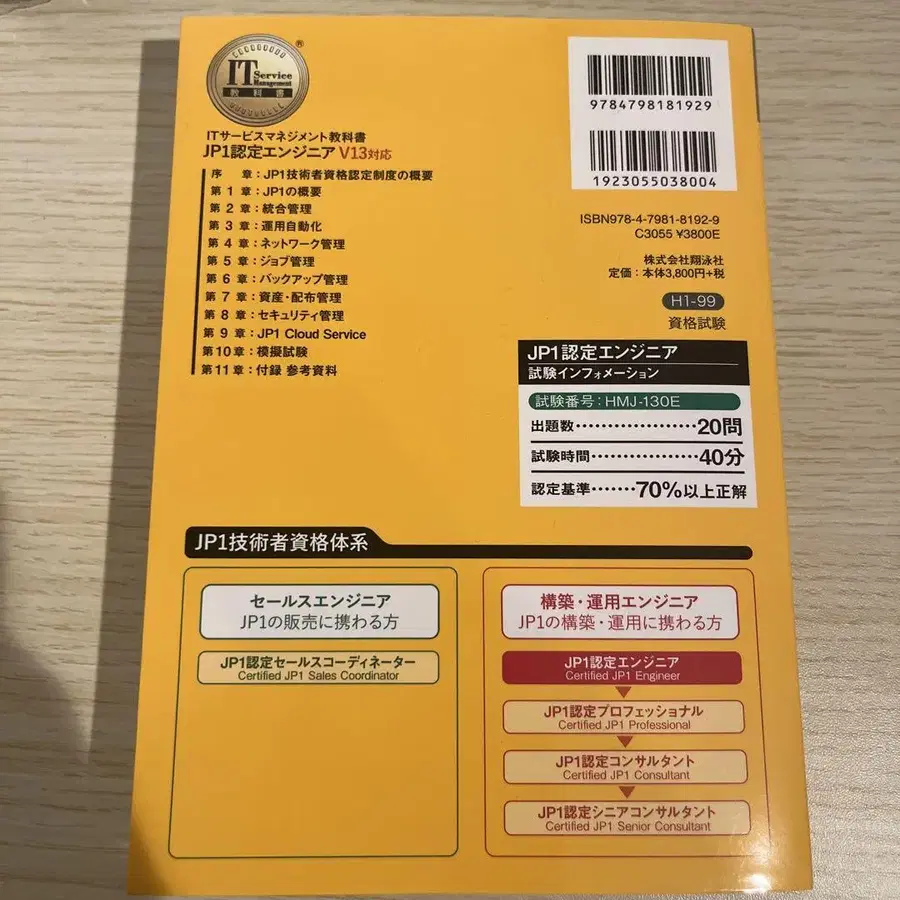 IT Service Management
教科書
®
ITサービスマネジメント教科書
JP1認定エンジニア V13対応
序 章：JP1技術者資格認定制度の概要
第 1 章：JP1の概要
第 2 章：統合管理
第 3 章：運用自動化
第 4 章：ネットワーク管理
第 5 章：ジョブ管理
第 6 章：バックアップ管理
第 7 章：資産・配布管理
第 8 章：セキュリティ管理
第 9 章：JP1 Cloud Service
第10章：模擬試験
第11章：付録 参考資料
9784798181929
1923055038004
ISBN978-4-7981-8192-9
C3055 ¥3800E
株式会社翔泳社
定価：本体3,800円+税
H1-99
資格試験
JP1認定エンジニア
試験インフォメーション
試験番号：HMJ-130E
出題数…………………20問
試験時間………………40分
認定基準……70%以上正解
JP1技術者資格体系
セールスエンジニア
JP1の販売に携わる方
JP1認定セールスコーディネーター
Certified JP1 Sales Coordinator
構築・運用エンジニア
JP1の構築・運用に携わる方
JP1認定エンジニア
Certified JP1 Engineer
JP1認定プロフェッショナル
Certified JP1 Professional
JP1認定コンサルタント
Certified JP1 Consultant
JP1認定シニアコンサルタント
Certified JP1 Senior Consultant